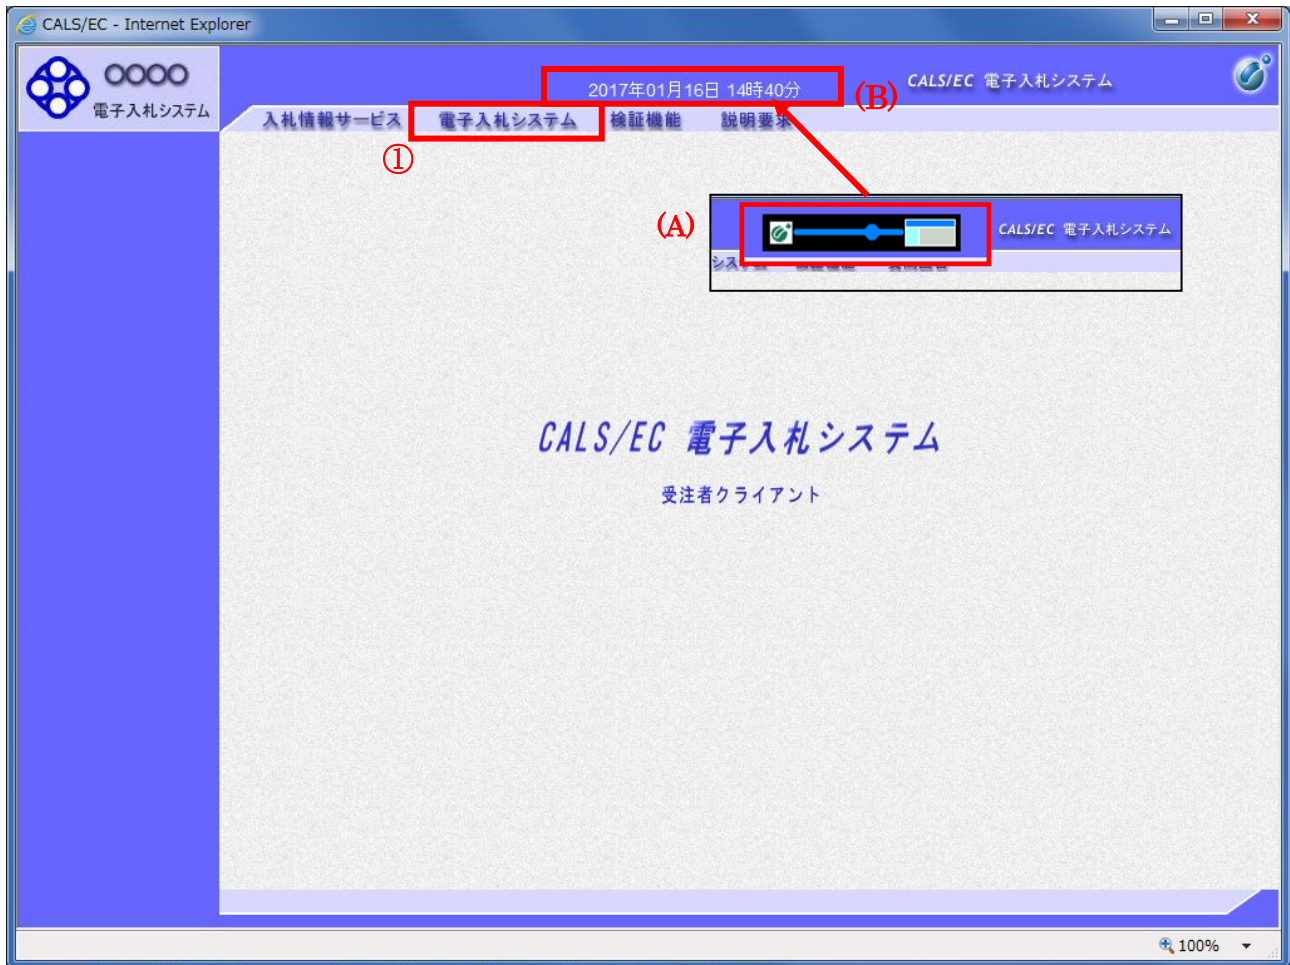 CALS/EC - Internet Explorer
○○○○
電子入札システム
2017年01月16日 14時40分
(B)
CALS/EC 電子入札システム
入札情報サービス 電子入札システム 検証機能 説明要求
①
(A)
CALS/EC 電子入札システム
システム
CALS/EC 電子入札システム
受注者クライアント
100%